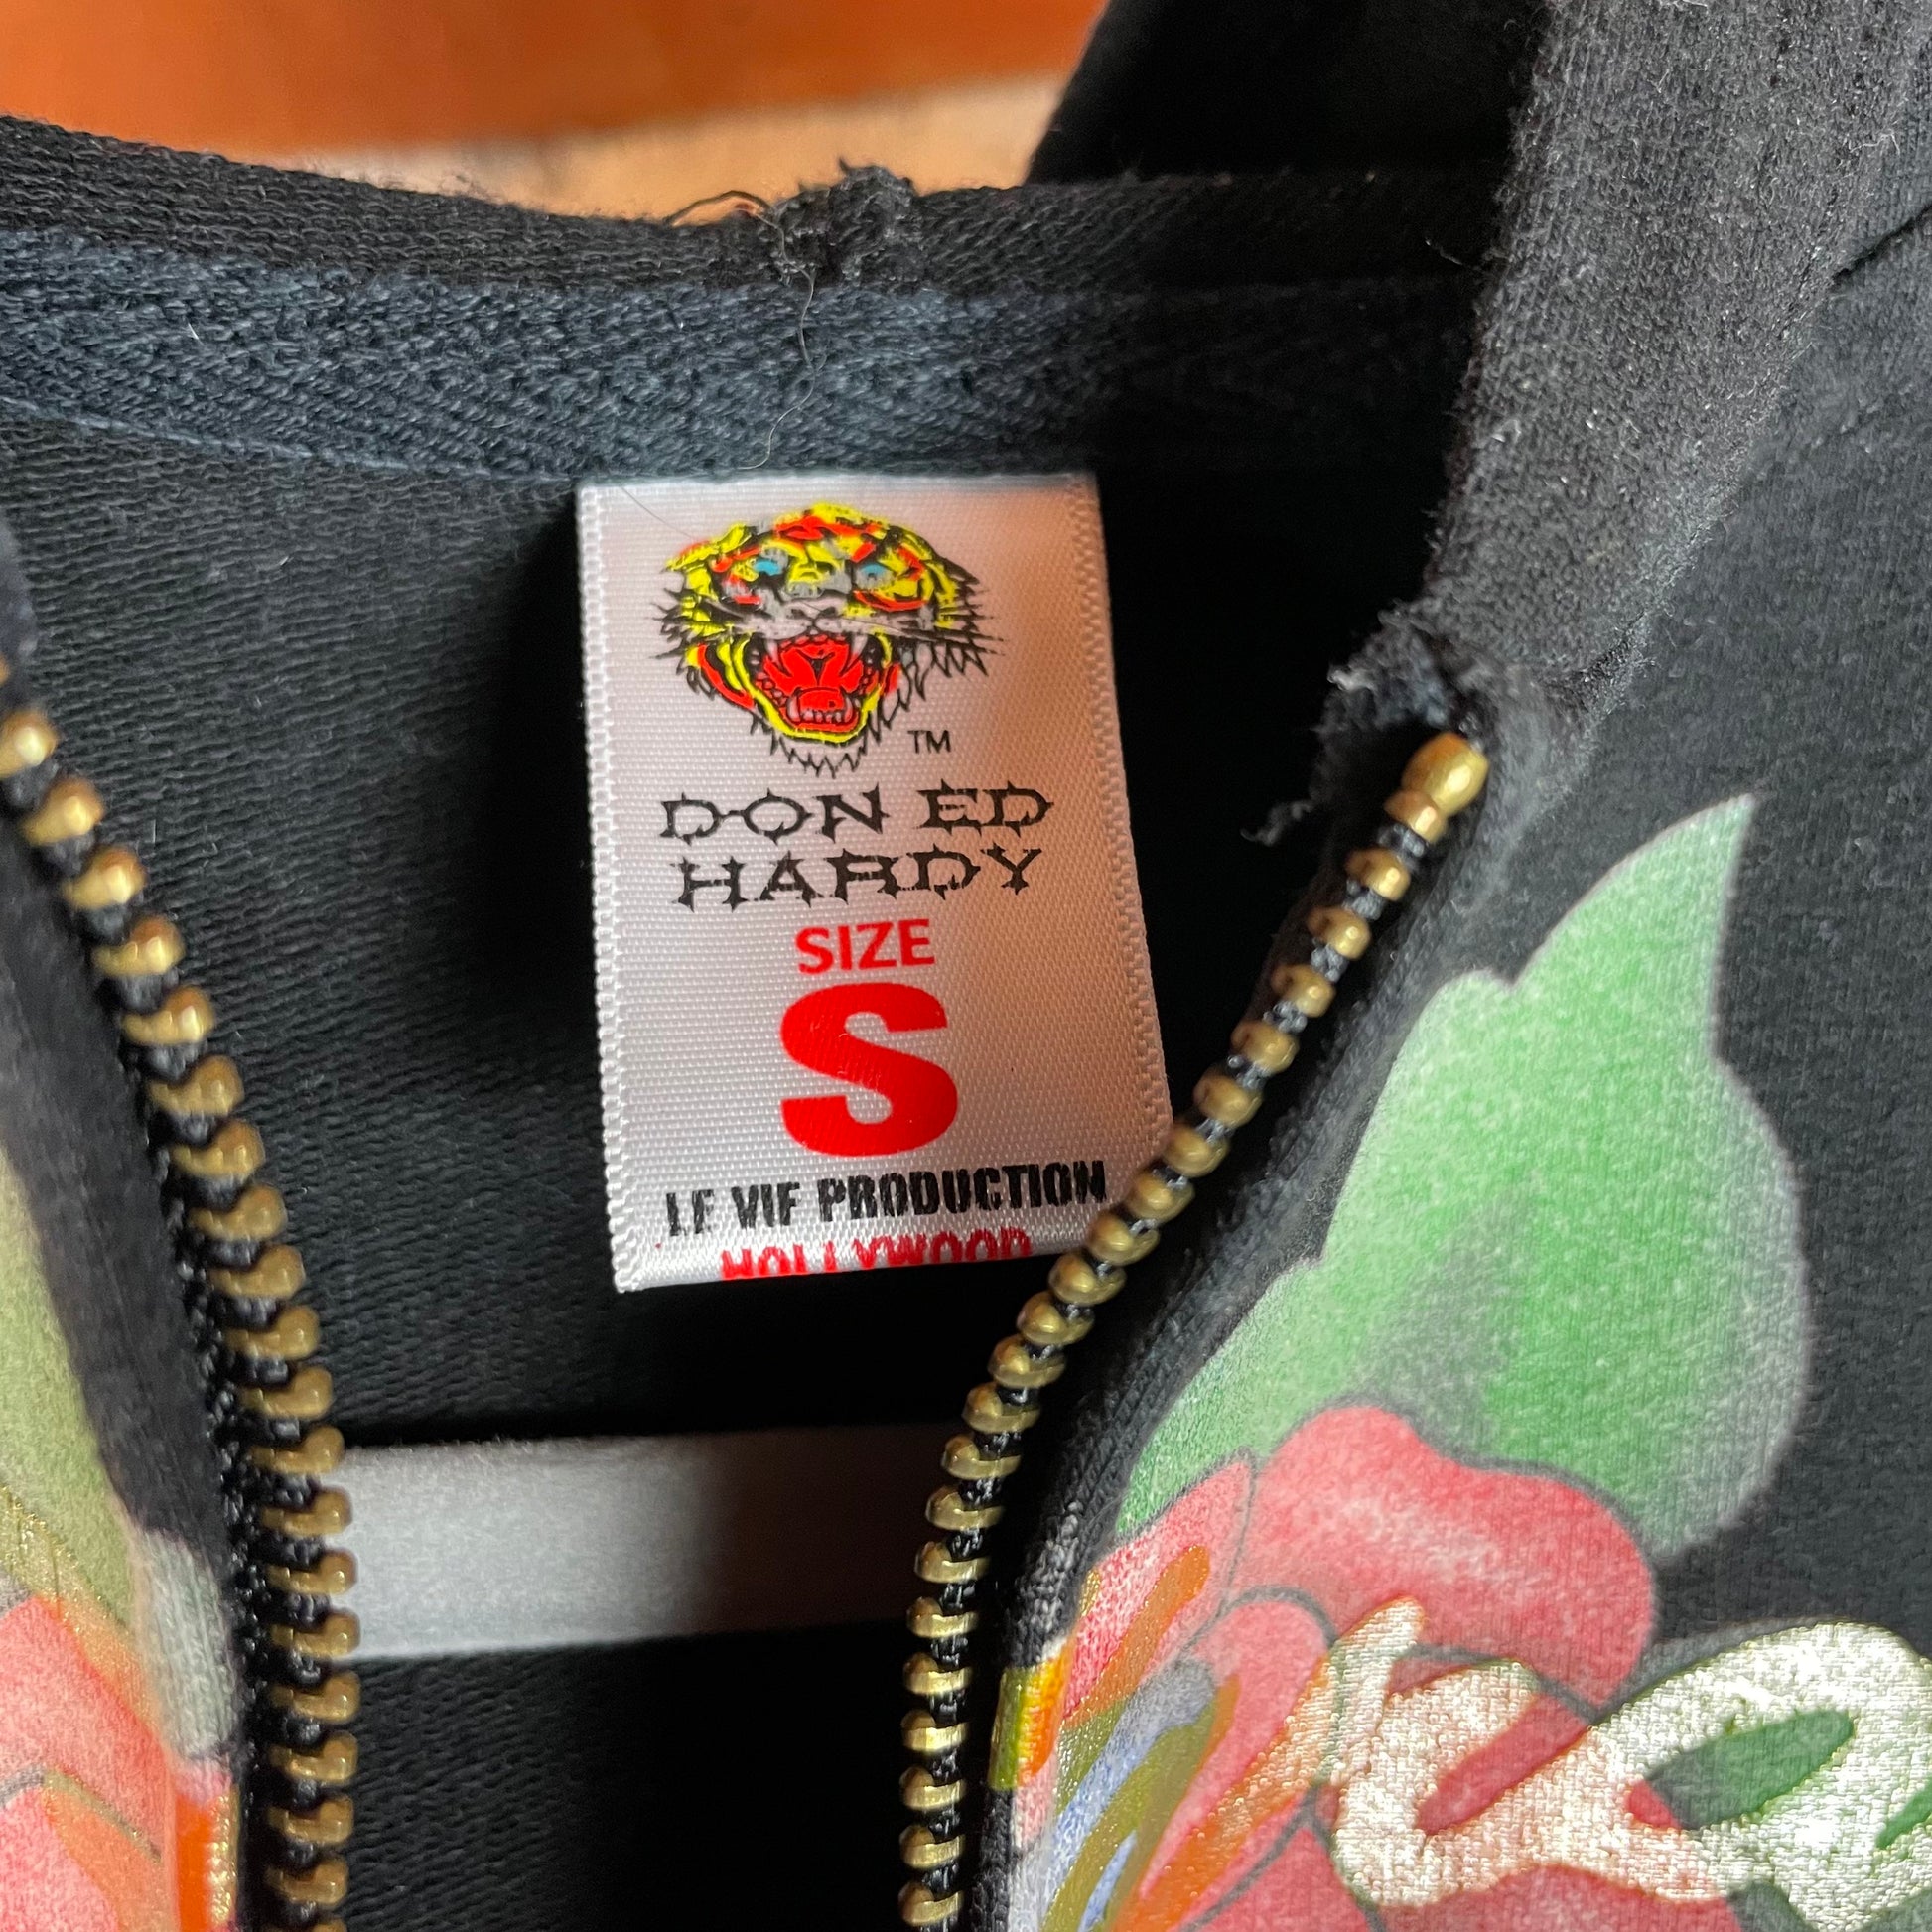 TM
DON ED
HARDY
SIZE
S
LE VIF PRODUCTION
HOLLYWOOD